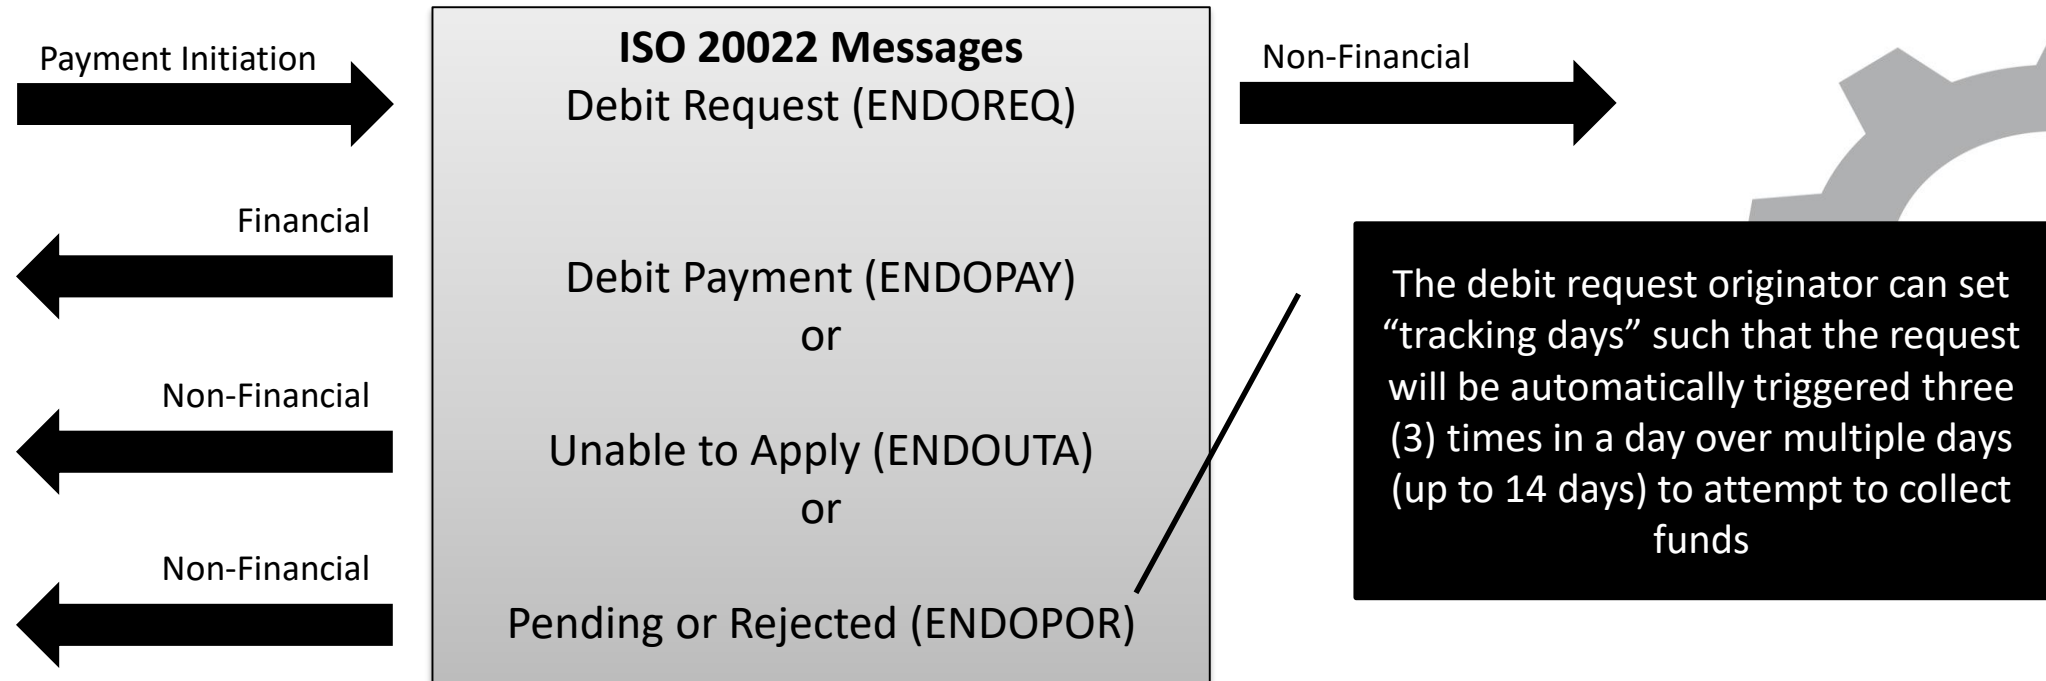 Payment Initiation
ISO 20022 Messages
Debit Request (ENDOREQ)
Non-Financial
Financial
Debit Payment (ENDOPAY)
or
Non-Financial
Unable to Apply (ENDOUTA)
or
Non-Financial
Pending or Rejected (ENDOPOR)
The debit request originator can set
“tracking days” such that the request
will be automatically triggered three
(3) times in a day over multiple days
(up to 14 days) to attempt to collect
funds